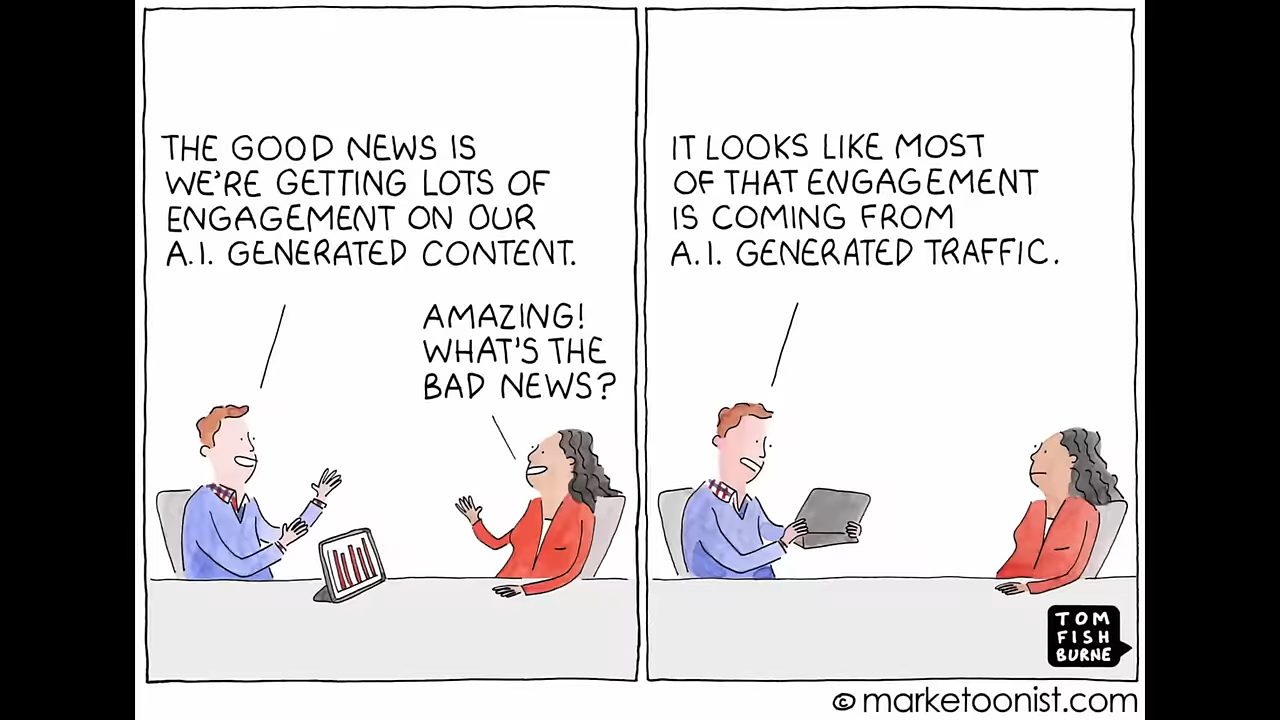 THE GOOD NEWS IS
WE'RE GETTING LOTS OF
ENGAGEMENT ON OUR
A.I. GENERATED CONTENT.
AMAZING!
WHAT'S THE
BAD NEWS?
IT LOOKS LIKE MOST
OF THAT ENGAGEMENT
IS COMING FROM
A.I. GENERATED TRAFFIC.
TOM
FISH
BURNE
© marketoonist.com